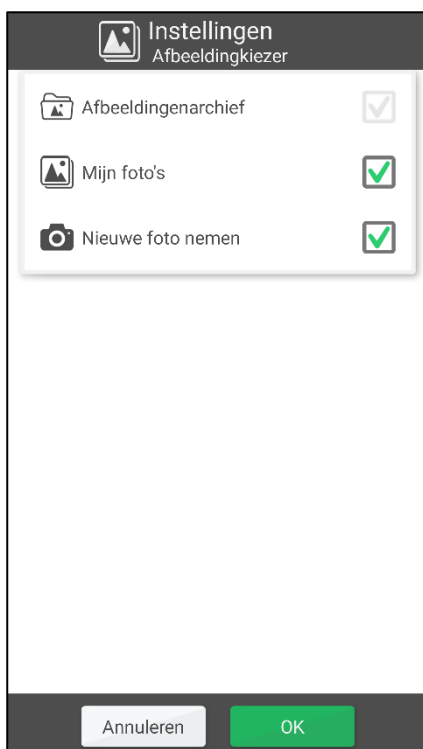 Instellingen
Afbeeldingkiezer
Afbeeldingenarchief
Mijn foto's
Nieuwe foto nemen
Annuleren OK